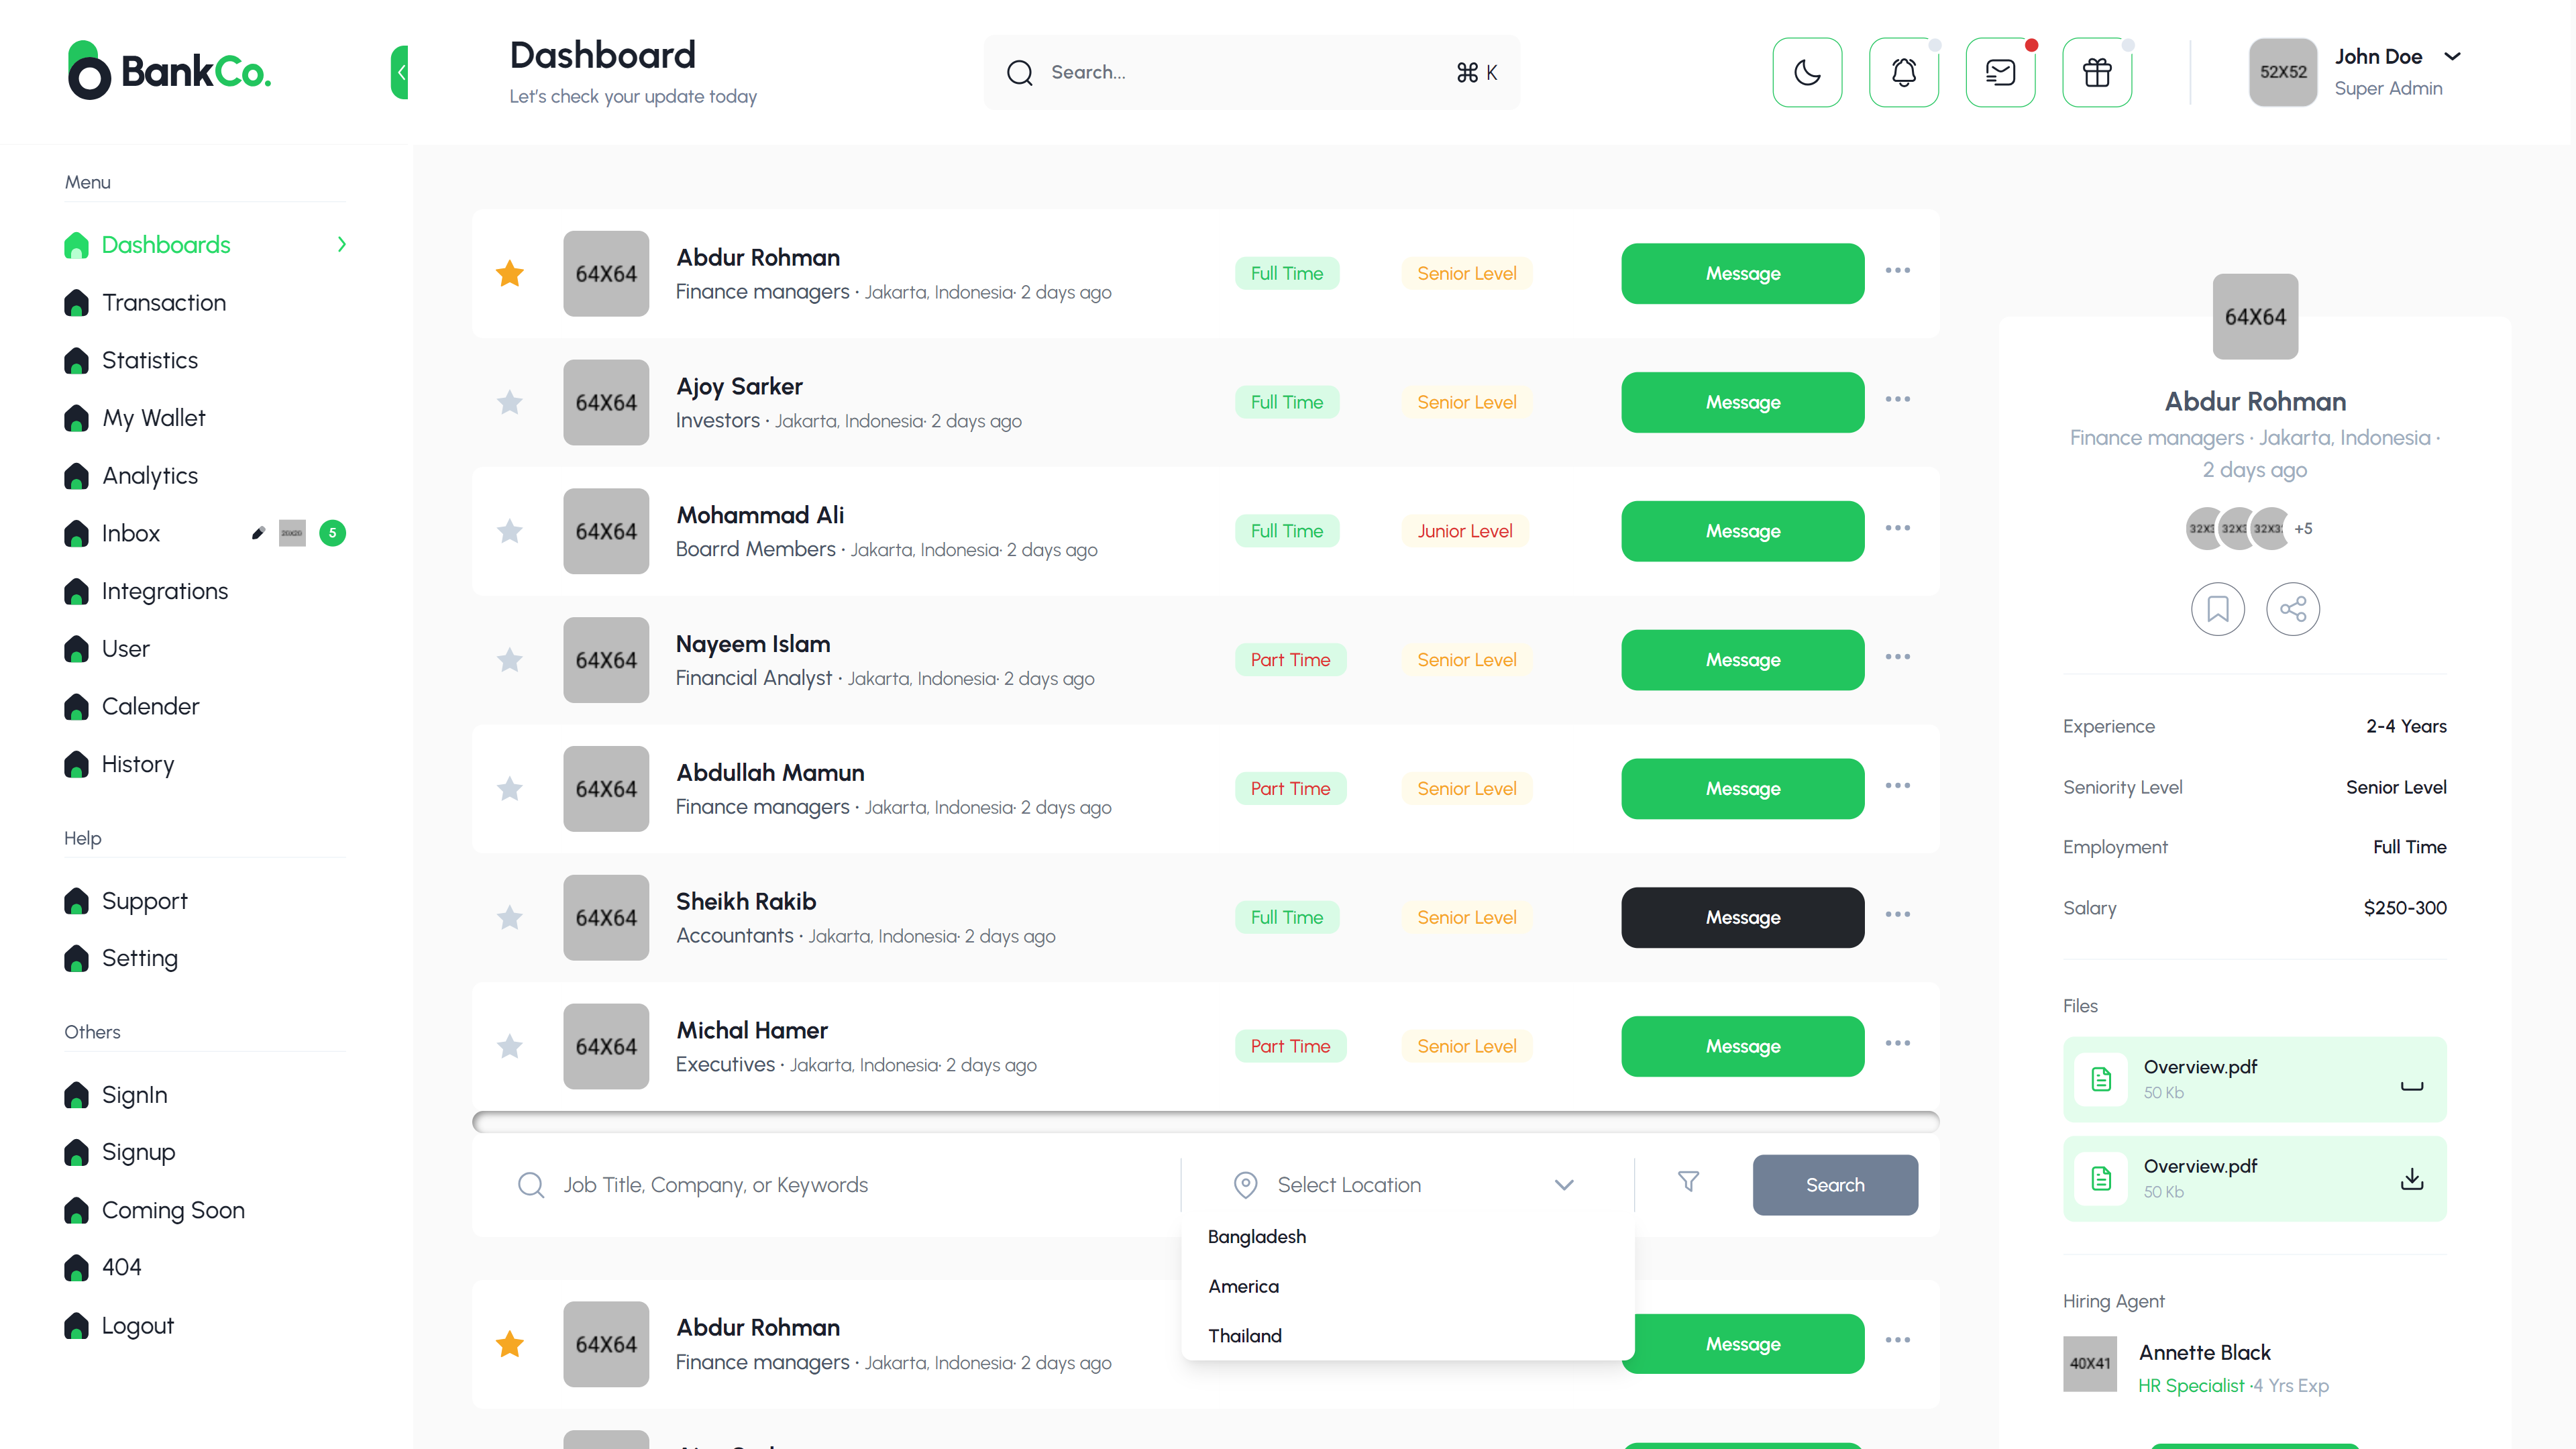 BankCo.
Dashboard
Let's check your update today
Search...
⌘ K
52X52
John Doe
Super Admin
Menu
Dashboards
Transaction
Statistics
My Wallet
Analytics
Inbox
5
Integrations
User
Calender
History
Help
Support
Setting
Others
SignIn
Signup
Coming Soon
404
Logout
64X64
Abdur Rohman
Finance managers · Jakarta, Indonesia· 2 days ago
Full Time
Senior Level
Message
64X64
Ajoy Sarker
Investors · Jakarta, Indonesia· 2 days ago
Full Time
Senior Level
Message
64X64
Mohammad Ali
Boarrd Members · Jakarta, Indonesia· 2 days ago
Full Time
Junior Level
Message
64X64
Nayeem Islam
Financial Analyst · Jakarta, Indonesia· 2 days ago
Part Time
Senior Level
Message
64X64
Abdullah Mamun
Finance managers · Jakarta, Indonesia· 2 days ago
Part Time
Senior Level
Message
64X64
Sheikh Rakib
Accountants · Jakarta, Indonesia· 2 days ago
Full Time
Senior Level
Message
64X64
Michal Hamer
Executives · Jakarta, Indonesia· 2 days ago
Part Time
Senior Level
Message
Job Title, Company, or Keywords
Select Location
Search
Bangladesh
America
Thailand
64X64
Abdur Rohman
Finance managers · Jakarta, Indonesia· 2 days ago
Message
64X64
Abdur Rohman
Finance managers · Jakarta, Indonesia ·
2 days ago
+5
Experience
2-4 Years
Seniority Level
Senior Level
Employment
Full Time
Salary
$250-300
Files
Overview.pdf
50 Kb
Overview.pdf
50 Kb
Hiring Agent
40X41
Annette Black
HR Specialist ·4 Yrs Exp